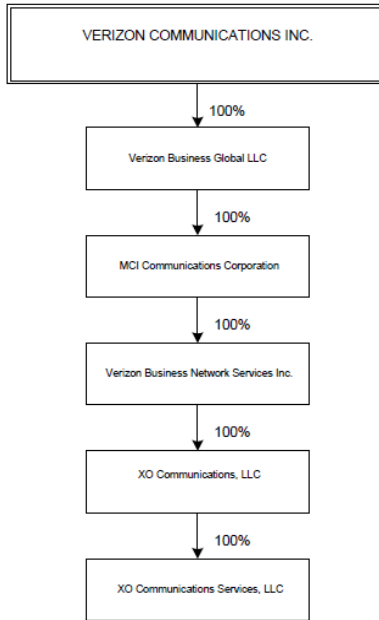 VERIZON COMMUNICATIONS INC.
100%
Verizon Business Global LLC
100%
MCI Communications Corporation
100%
Verizon Business Network Services Inc.
100%
XO Communications, LLC
100%
XO Communications Services, LLC